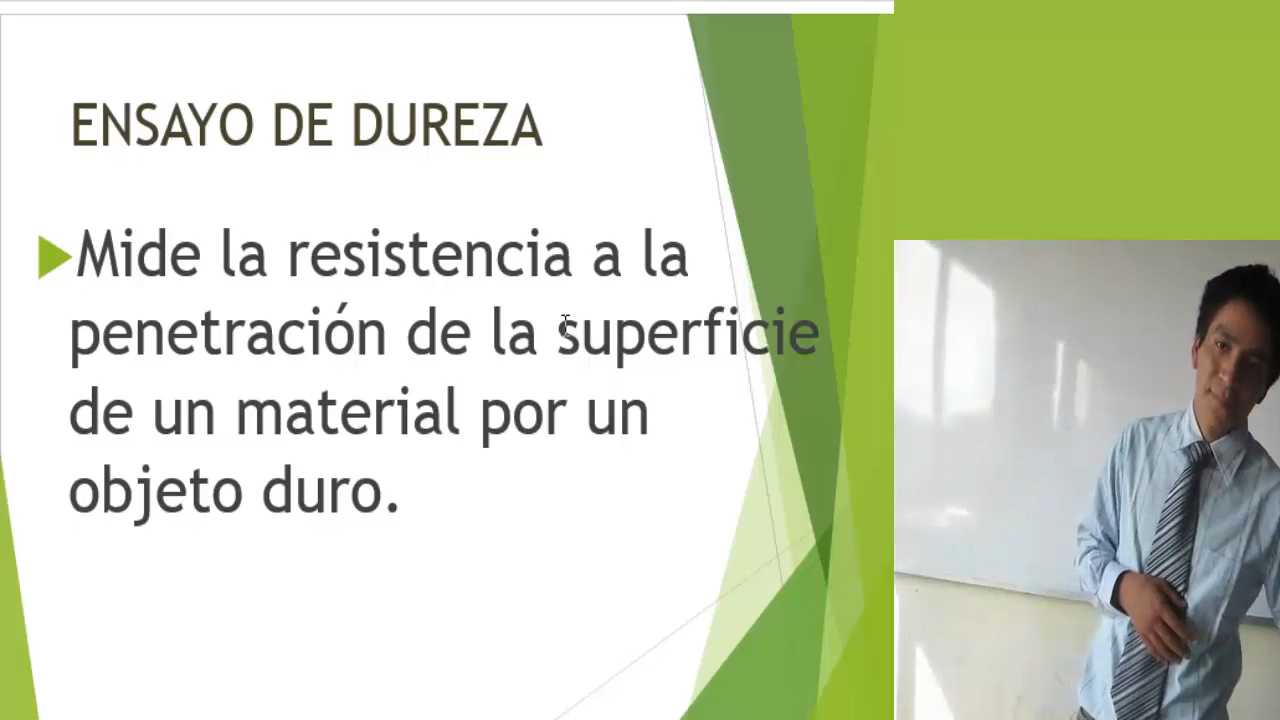 ENSAYO DE DUREZA
Mide la resistencia a la
penetración de la superficie
de un material por un
objeto duro.